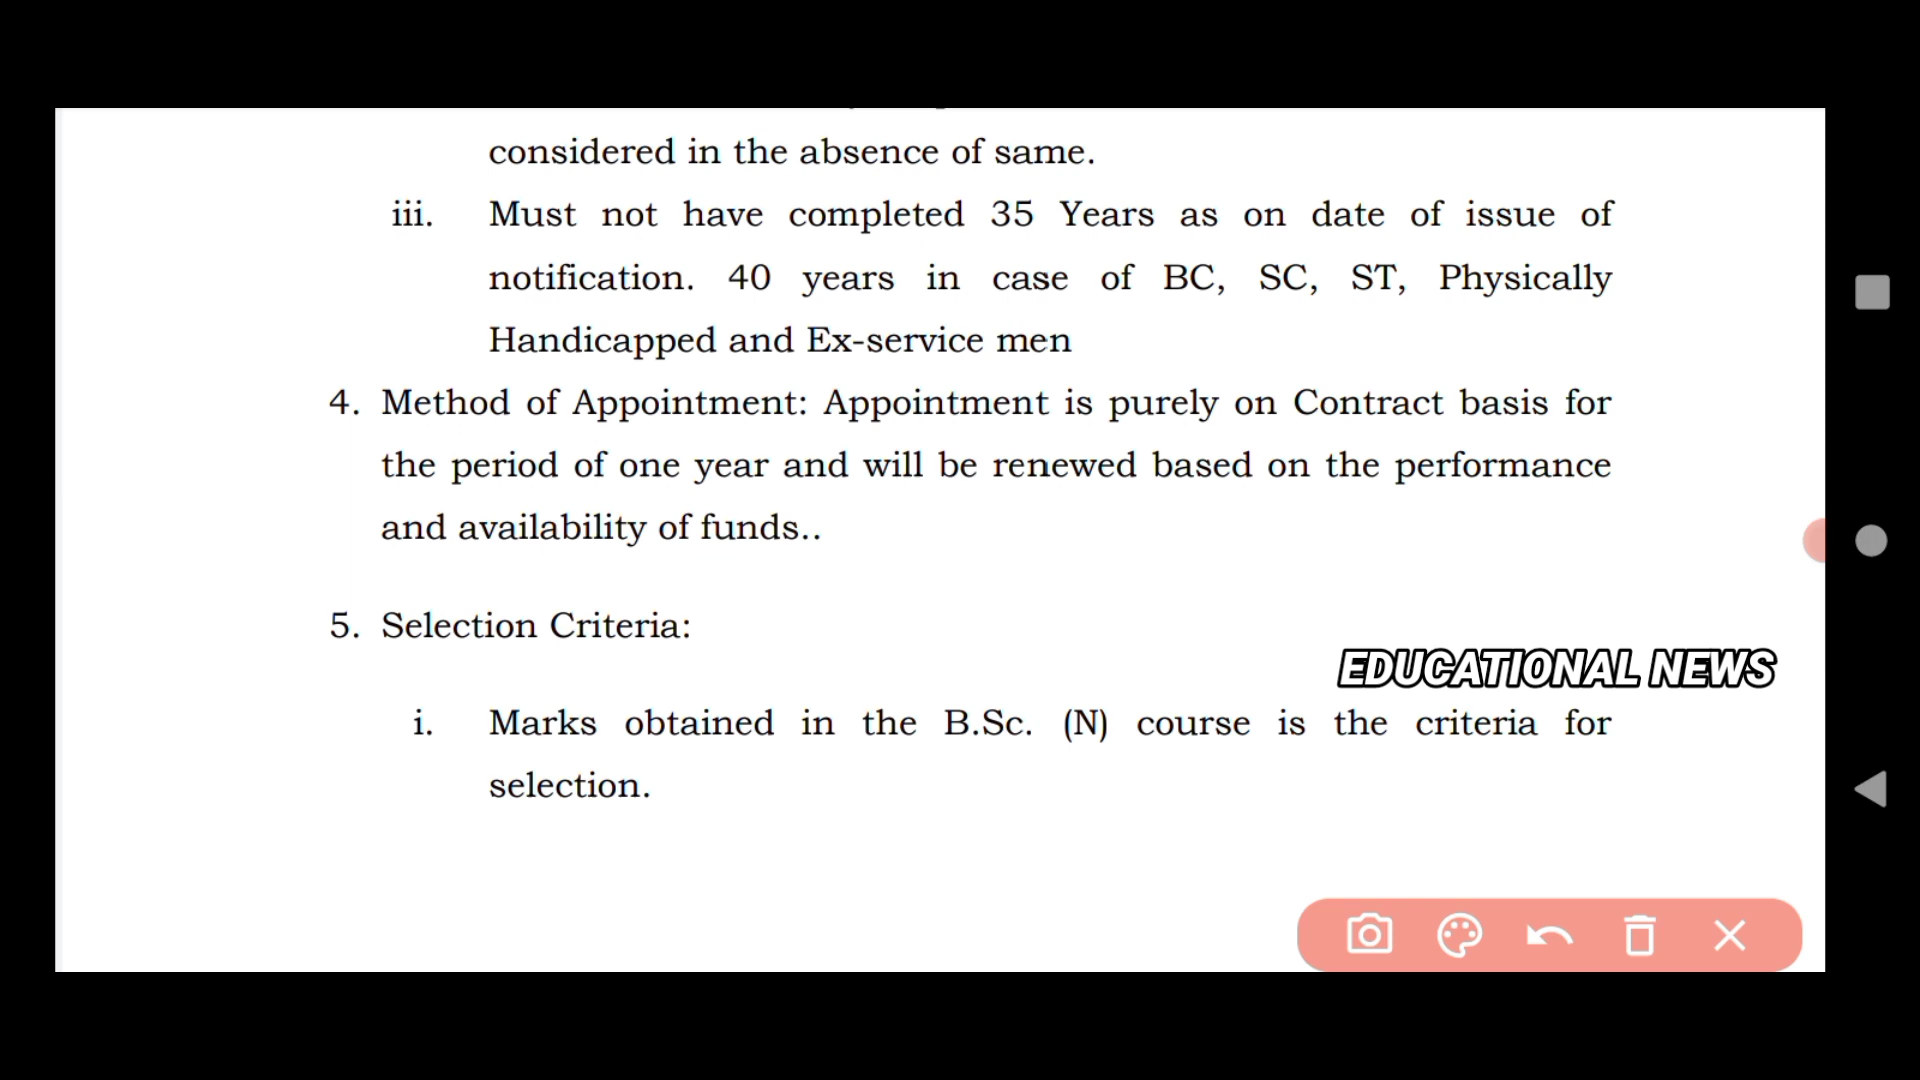 considered in the absence of same.
iii. Must not have completed 35 Years as on date of issue of
notification. 40 years in case of BC, SC, ST, Physically
Handicapped and Ex-service men
4. Method of Appointment: Appointment is purely on Contract basis for
the period of one year and will be renewed based on the performance
and availability of funds..
5. Selection Criteria:
EDUCATIONAL NEWS
i. Marks obtained in the B.Sc. (N) course is the criteria for
selection.